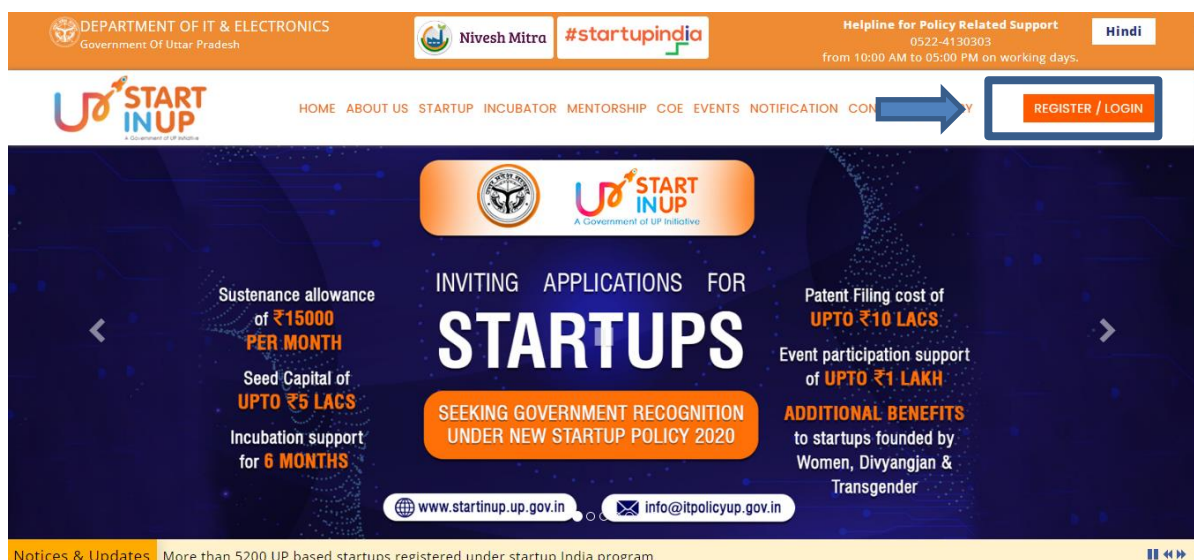 DEPARTMENT OF IT & ELECTRONICS
Government Of Uttar Pradesh
Nivesh Mitra
#startupindia
Helpline for Policy Related Support
0522-4130303
from 10:00 AM to 05:00 PM on working days.
Hindi
UP START
INUP
A Government of UP Initiative
HOME ABOUT US STARTUP INCUBATOR MENTORSHIP COE EVENTS NOTIFICATION
REGISTER / LOGIN
UP START
INUP
A Government of UP Initiative
Sustenance allowance
of ₹15000
PER MONTH
Seed Capital of
UPTO ₹5 LACS
Incubation support
for 6 MONTHS
INVITING APPLICATIONS FOR
STARTUPS
SEEKING GOVERNMENT RECOGNITION
UNDER NEW STARTUP POLICY 2020
Patent Filing cost of
UPTO ₹10 LACS
Event participation support
of UPTO ₹1 LAKH
ADDITIONAL BENEFITS
to startups founded by
Women, Divyangjan &
Transgender
www.startinup.up.gov.in
info@itpolicyup.gov.in
Notices & Updates More than 5200 UP based startups registered under startup India program